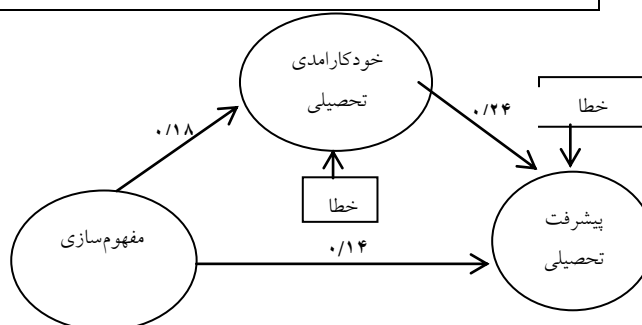 خودکارامدی
تحصیلی
۰/۱۸
۰/۲۴
خطا
خطا
پیشرفت
تحصیلی
مفهوم‌سازی
۰/۱۴